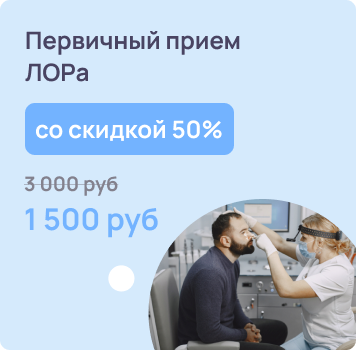 Первичный прием
ЛОРа
со скидкой 50%
3 000 руб
1 500 руб